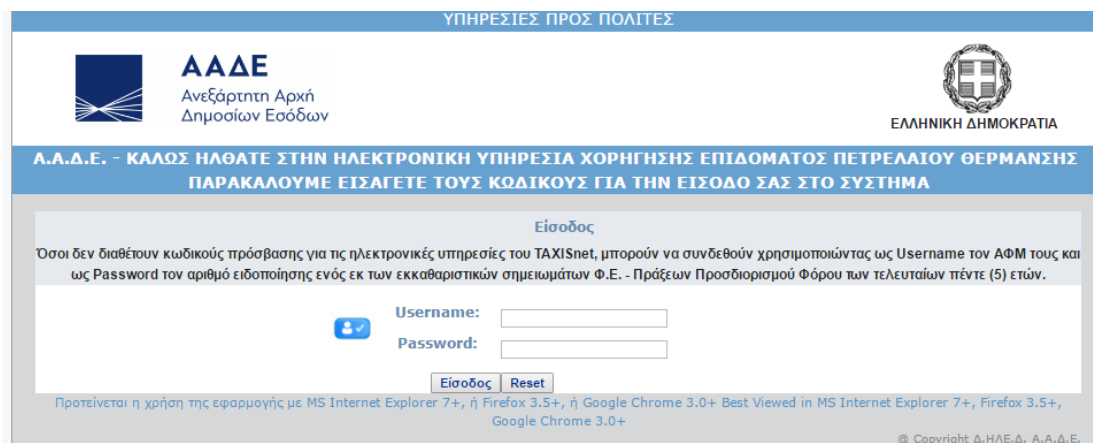 ΥΠΗΡΕΣΙΕΣ ΠΡΟΣ ΠΟΛΙΤΕΣ
ΑΑΔΕ
Ανεξάρτητη Αρχή
Δημοσίων Εσόδων
ΕΛΛΗΝΙΚΗ ΔΗΜΟΚΡΑΤΙΑ
Α.Α.Δ.Ε. - ΚΑΛΩΣ ΗΛΘΑΤΕ ΣΤΗΝ ΗΛΕΚΤΡΟΝΙΚΗ ΥΠΗΡΕΣΙΑ ΧΟΡΗΓΗΣΗΣ ΕΠΙΔΟΜΑΤΟΣ ΠΕΤΡΕΛΑΙΟΥ ΘΕΡΜΑΝΣΗΣ
ΠΑΡΑΚΑΛΟΥΜΕ ΕΙΣΑΓΕΤΕ ΤΟΥΣ ΚΩΔΙΚΟΥΣ ΓΙΑ ΤΗΝ ΕΙΣΟΔΟ ΣΑΣ ΣΤΟ ΣΥΣΤΗΜΑ
Είσοδος
Όσοι δεν διαθέτουν κωδικούς πρόσβασης για τις ηλεκτρονικές υπηρεσίες του TAXISnet, μπορούν να συνδεθούν χρησιμοποιώντας ως Username τον ΑΦΜ τους και
ως Password τον αριθμό ειδοποίησης ενός εκ των εκκαθαριστικών σημειωμάτων Φ.Ε. - Πράξεων Προσδιορισμού Φόρου των τελευταίων πέντε (5) ετών.
Username:
Password:
Είσοδος Reset
Προτείνεται η χρήση της εφαρμογής με MS Internet Explorer 7+, ή Firefox 3.5+, ή Google Chrome 3.0+ Best Viewed in MS Internet Explorer 7+, Firefox 3.5+,
Google Chrome 3.0+
@ Copyright Δ.ΗΛΕ.Δ. Α.Α.Δ.Ε.